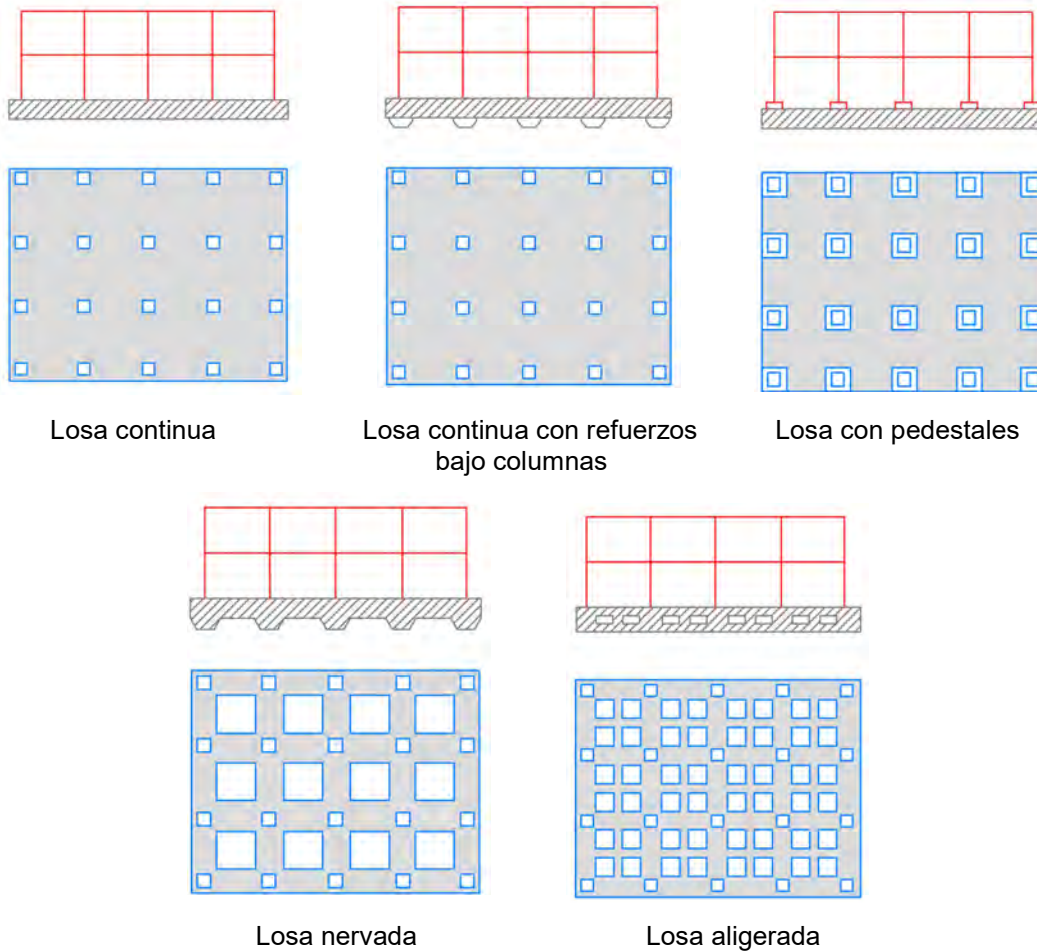 Losa continua
Losa continua con refuerzos
bajo columnas
Losa con pedestales
Losa nervada
Losa aligerada